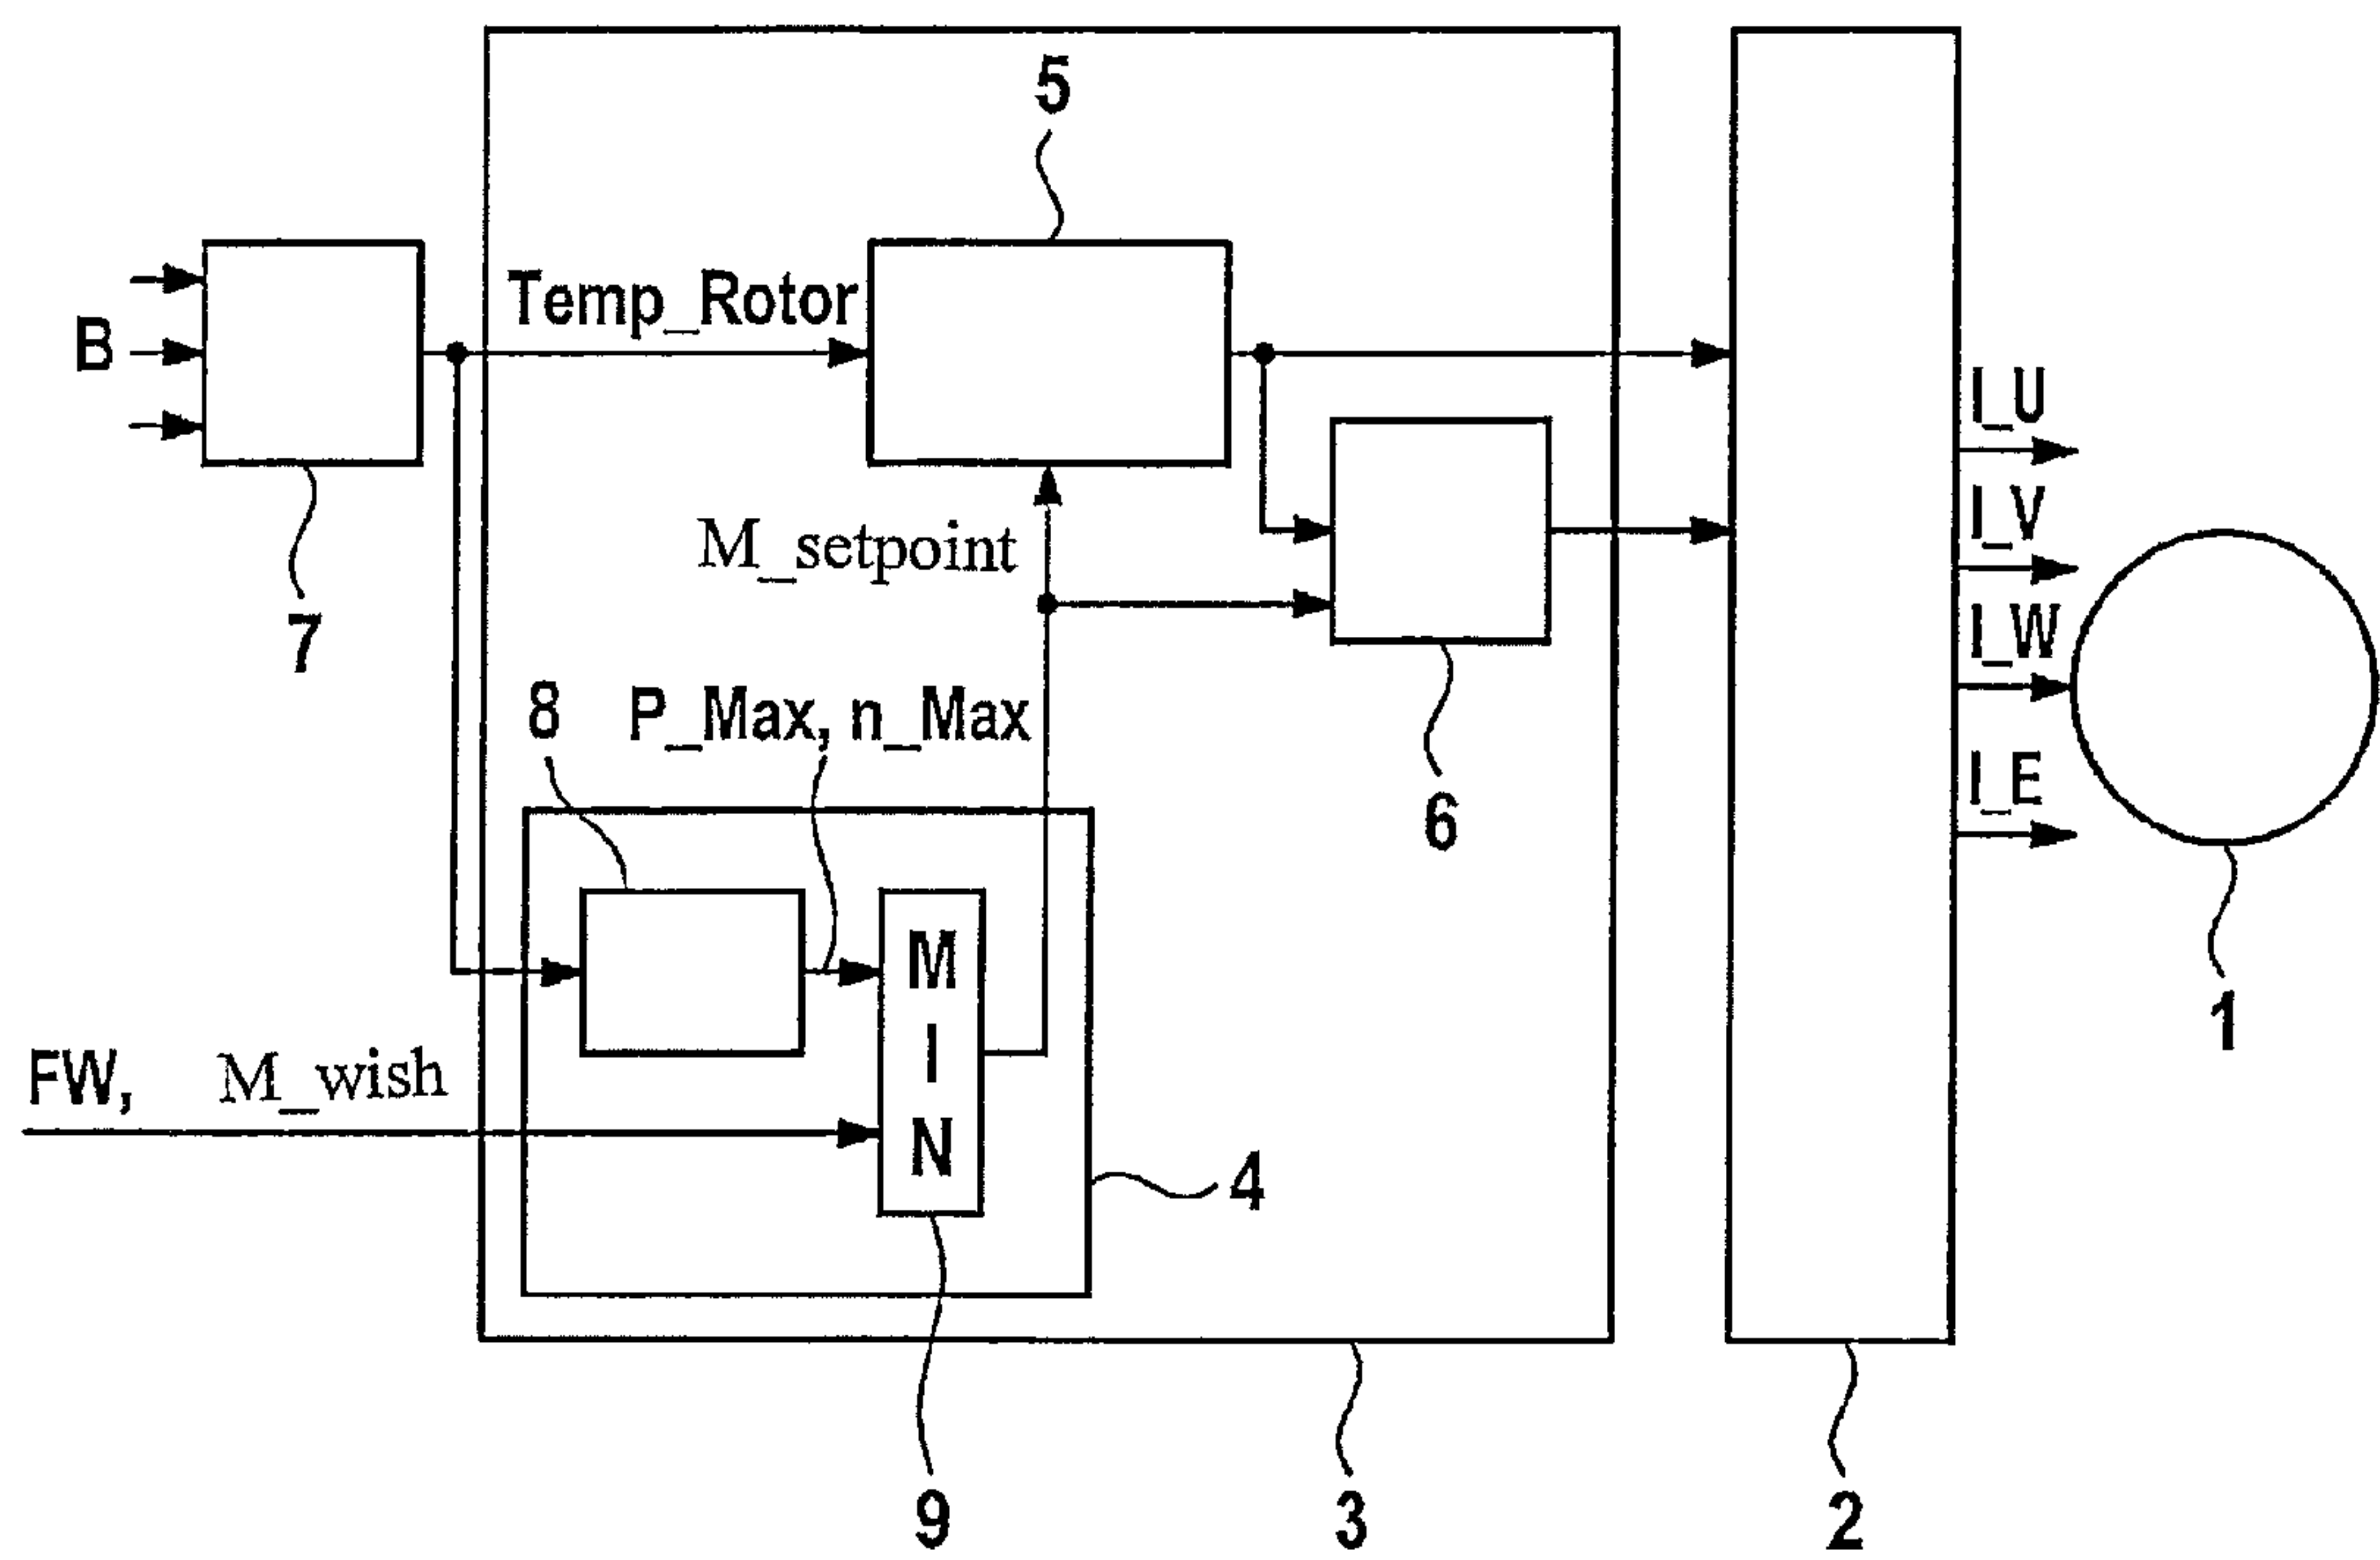 5
B
Temp_Rotor
I_U
I_V
I_W
I_E
M_setpoint
7
8
P_Max, n_Max
6
1
FW, M_wish
M
I
N
4
9
3
2